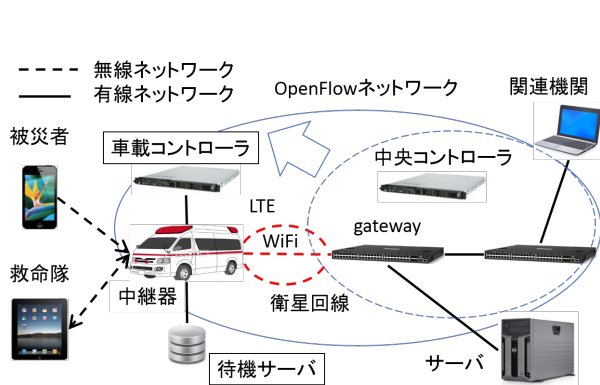 無線ネットワーク
有線ネットワーク
OpenFlowネットワーク
関連機関
被災者
車載コントローラ
中央コントローラ
LTE
gateway
WiFi
救命隊
中継器
衛星回線
待機サーバ
サーバ